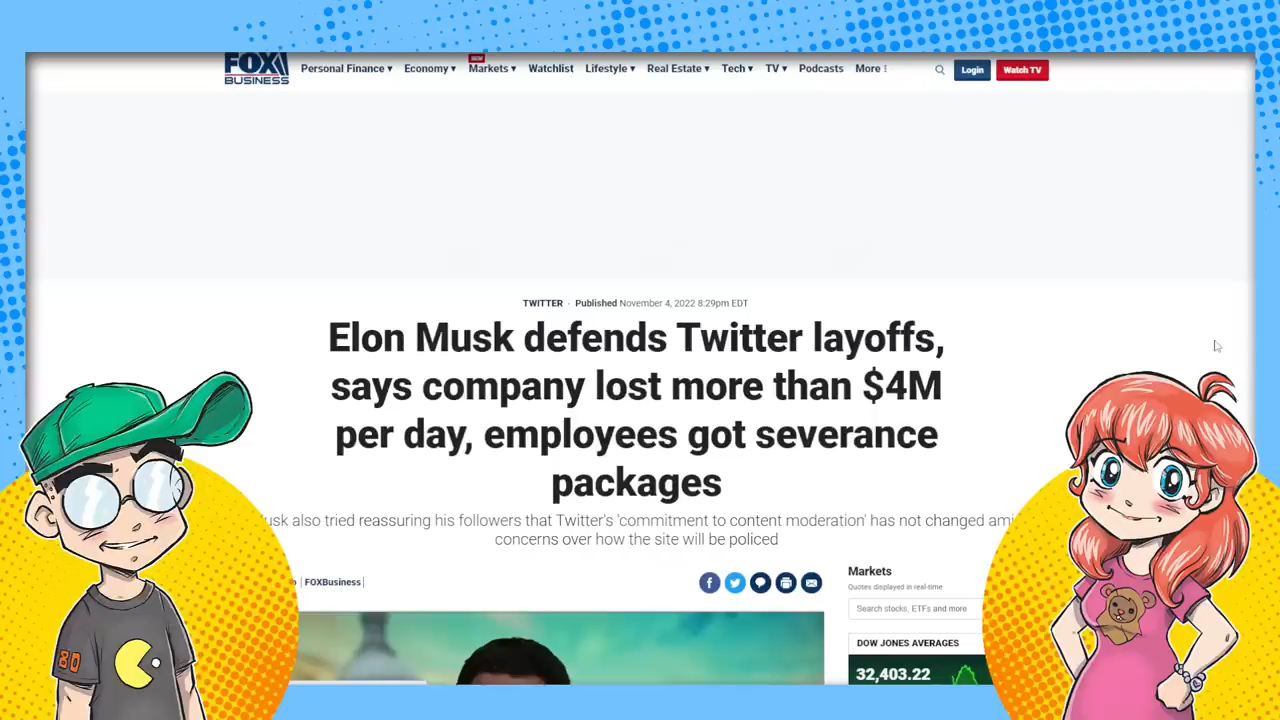 FOX
BUSINESS
Personal Finance ▾ Economy ▾ Markets ▾ Watchlist Lifestyle ▾ Real Estate ▾ Tech ▾ TV ▾ Podcasts More
Login
Watch TV
TWITTER · Published November 4, 2022 8:29pm EDT
Elon Musk defends Twitter layoffs,
says company lost more than $4M
per day, employees got severance
packages
also tried reassuring his followers that Twitter's 'commitment to content moderation' has not changed
concerns over how the site will be policed
FOXBusiness
Markets
Quotes displayed in real-time
Search stocks, ETFs and more
DOW JONES AVERAGES
32,403.22
80